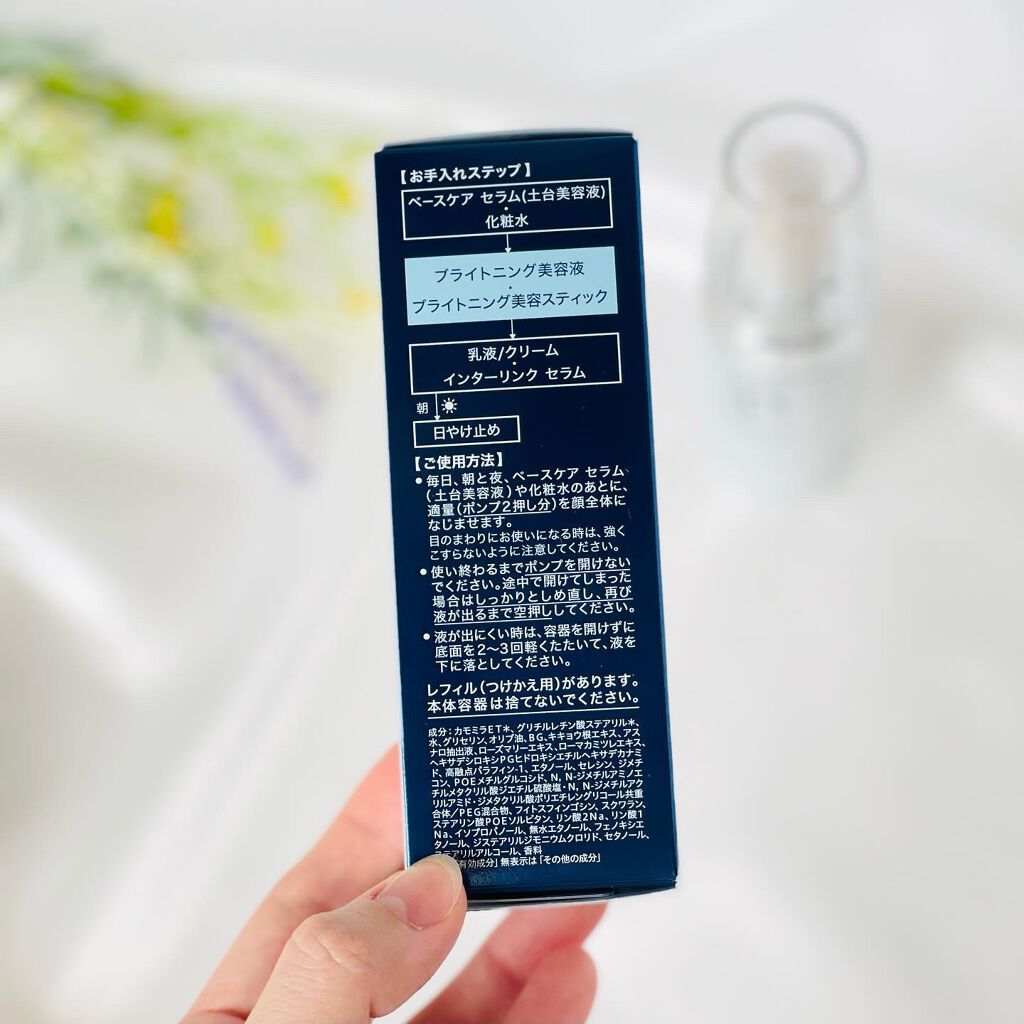 【お手入れステップ】
ベースケア セラム(土台美容液)
・
化粧水
ブライトニング美容液
・
ブライトニング美容スティック
乳液/クリーム
・
インターリンク セラム
朝
日やけ止め
【ご使用方法】
●毎日、朝と夜、ベースケア セラム
(土台美容液)や化粧水のあとに、
適量(ポンプ2押し分)を顔全体に
なじませます。
目のまわりにお使いになる時は、強く
こすらないように注意してください。
●使い終わるまでポンプを開けない
でください。途中で開けてしまった
場合はしっかりとしめ直し、再び
液が出るまで空押ししてください。
●液が出にくい時は、容器を開けずに
底面を2～3回軽くたたいて、液を
下に落としてください。
レフィル(つけかえ用)があります。
本体容器は捨てないでください。
成分：カモミラET＊、グリチルレチン酸ステアリル＊、
水、グリセリン、オリブ油、BG、キキョウ根エキス、アス
ナロ抽出液、ローズマリーエキス、ローマカミツレエキス、
ヘキサデシロキシPGヒドロキシエチルヘキサデカナミ
ド、高融点パラフィン-1、エタノール、セレシン、ジメチ
コン、POEメチルグルコシド、N, N-ジメチルアミノエ
チルメタクリル酸ジエチル硫酸塩・N, N-ジメチルアク
リルアミド・ジメタクリル酸ポリエチレングリコール共重
合体/PEG混合物、フィトスフィンゴシン、スクワラン、
ステアリン酸POEソルビタン、リン酸2Na、リン酸1
Na、イソプロパノール、無水エタノール、フェノキシエ
タノール、ジステアリルジモニウムクロリド、セタノール、
ステアリルアルコール、香料
有効成分」無表示は「その他の成分」